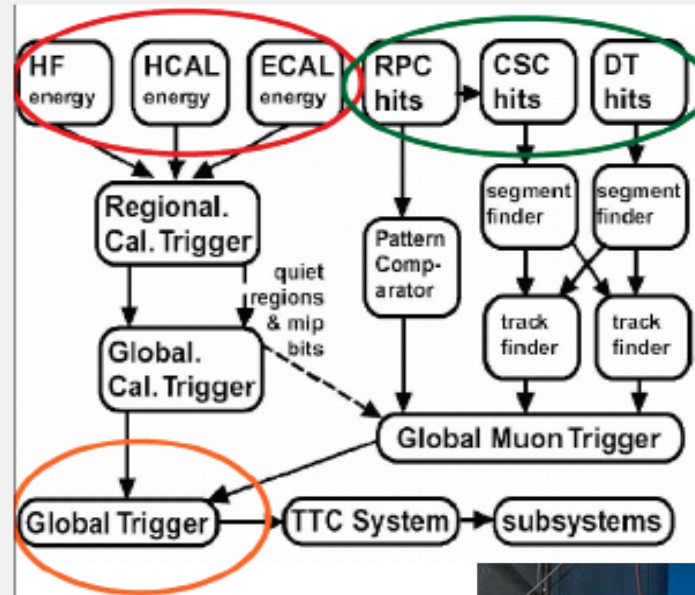 HF
energy
HCAL
energy
ECAL
energy
RPC
hits
CSC
hits
DT
hits
Regional.
Cal. Trigger
quiet
regions
& mip
bits
Pattern
Comp-
arator
segment
finder
segment
finder
track
finder
track
finder
Global.
Cal. Trigger
Global Muon Trigger
Global Trigger
TTC System
subsystems